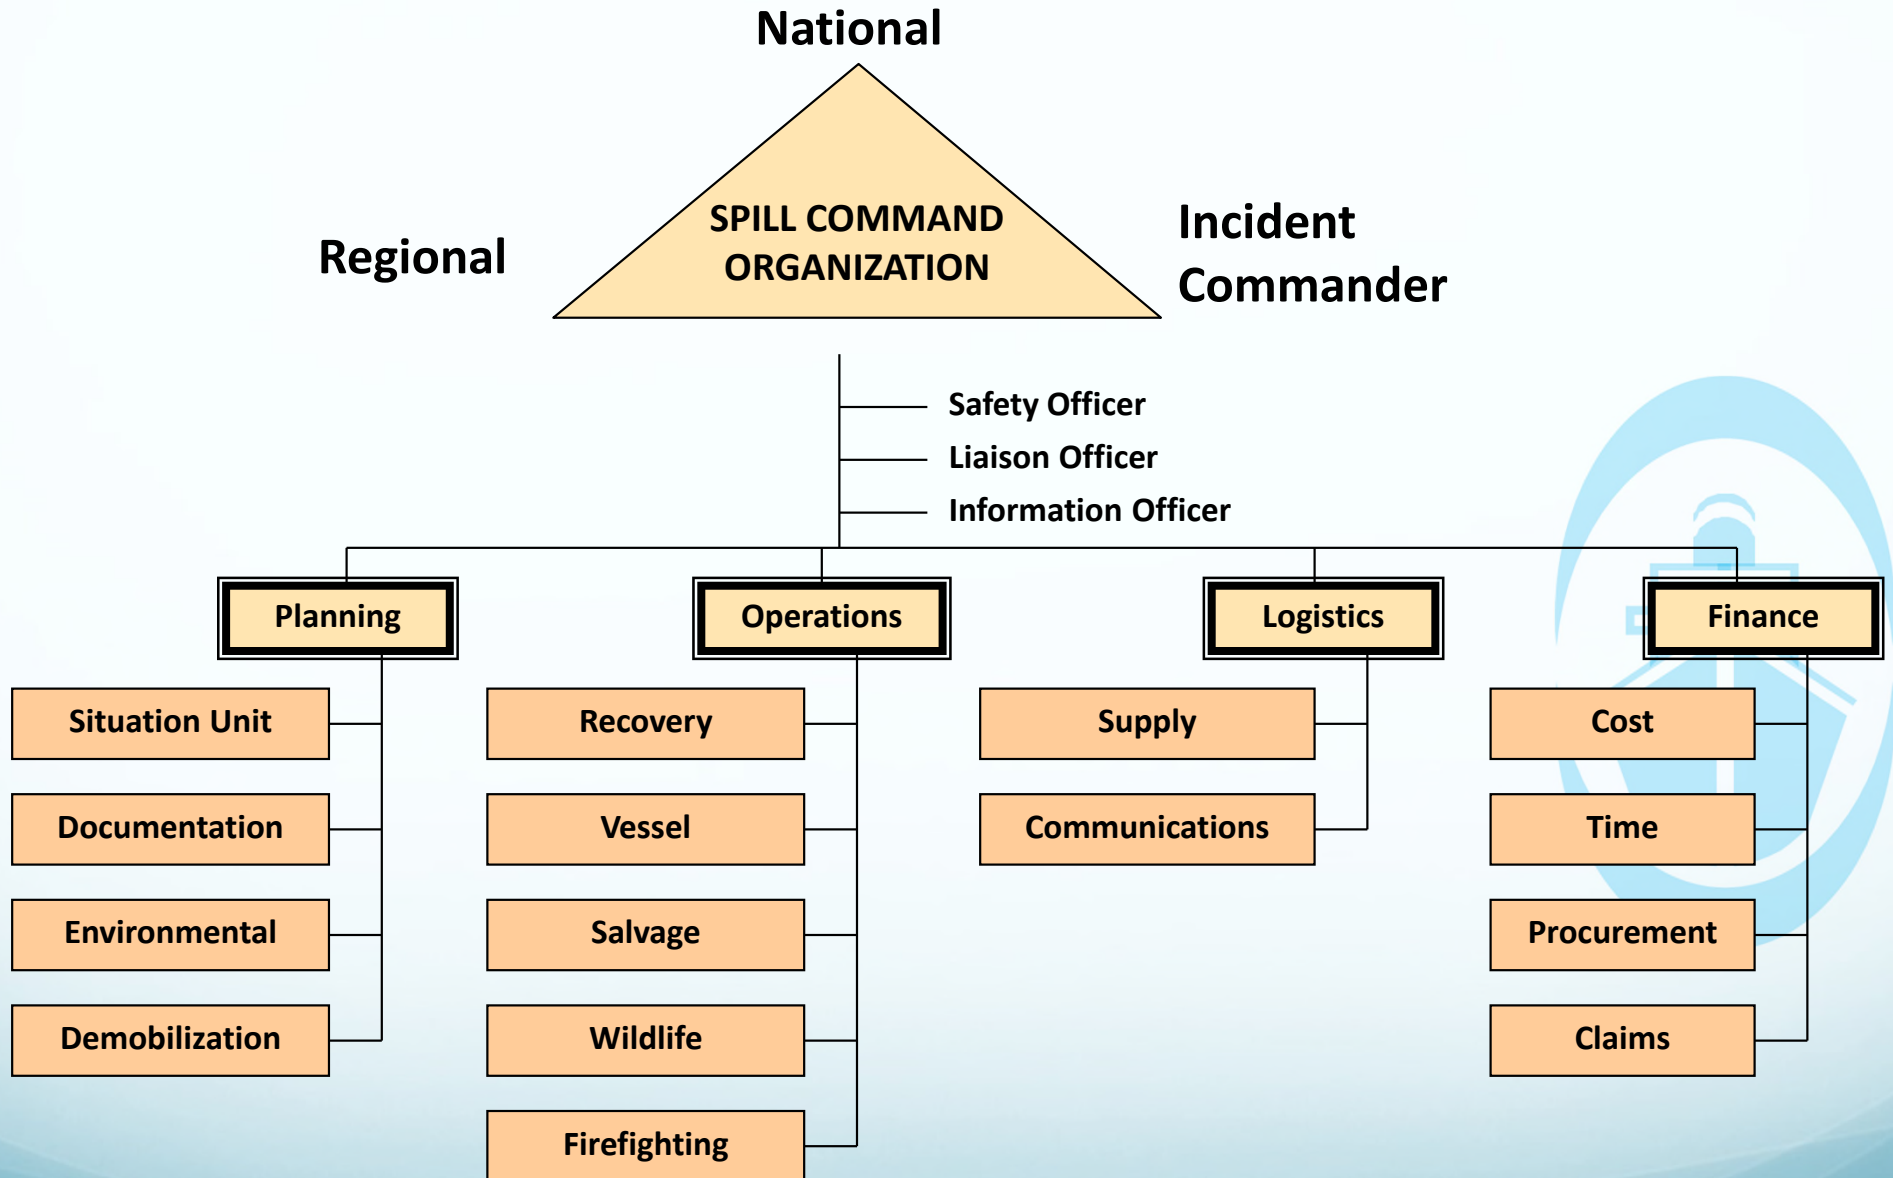 National
SPILL COMMAND
ORGANIZATION
Regional
Incident
Commander
Safety Officer
Liaison Officer
Information Officer
Planning
Operations
Logistics
Finance
Situation Unit
Recovery
Supply
Cost
Documentation
Vessel
Communications
Time
Environmental
Salvage
Procurement
Demobilization
Wildlife
Claims
Firefighting